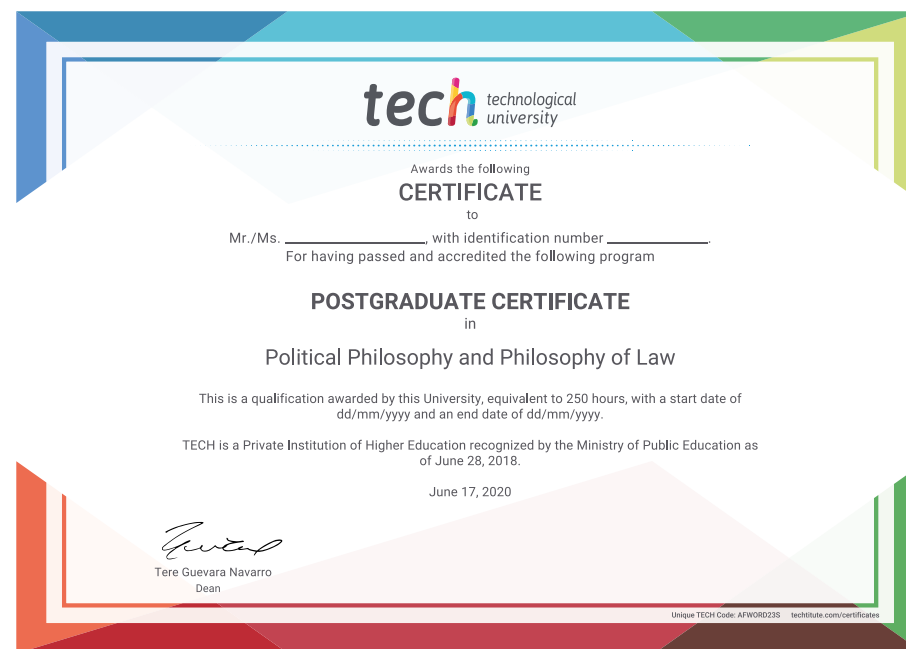 tech technological
university
Awards the following
CERTIFICATE
to
Mr./Ms. ____________________, with identification number ______________.
For having passed and accredited the following program
POSTGRADUATE CERTIFICATE
in
Political Philosophy and Philosophy of Law
This is a qualification awarded by this University, equivalent to 250 hours, with a start date of
dd/mm/yyyy and an end date of dd/mm/yyyy.
TECH is a Private Institution of Higher Education recognized by the Ministry of Public Education as
of June 28, 2018.
June 17, 2020
Tere Guevara Navarro
Dean
Unique TECH Code: AFWORD23S techtitute.com/certificates